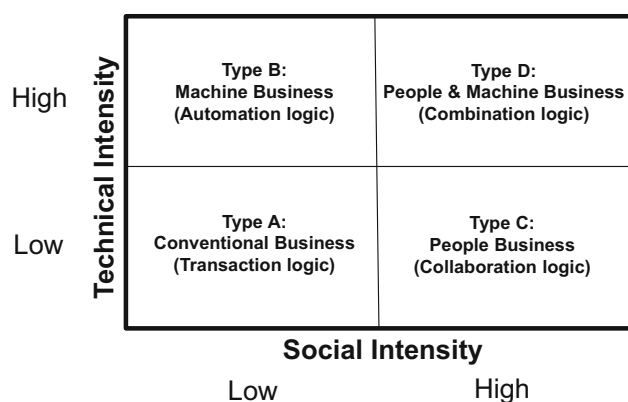 High
Low
Technical Intensity
Type B:
Machine Business
(Automation logic)
Type D:
People & Machine Business
(Combination logic)
Type A:
Conventional Business
(Transaction logic)
Type C:
People Business
(Collaboration logic)
Social Intensity
Low
High